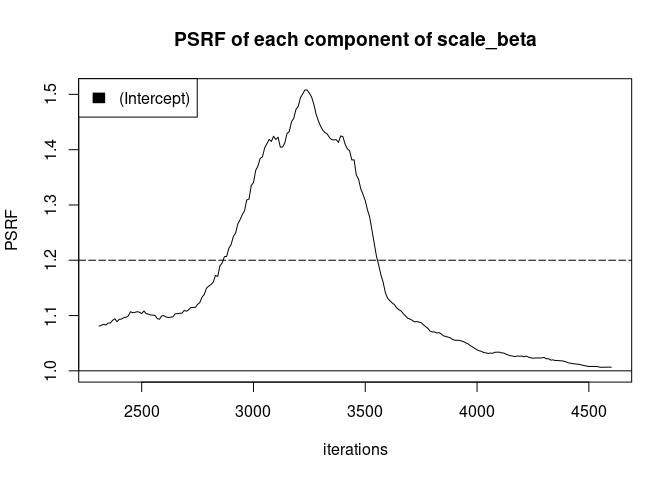 PSRF of each component of scale_beta
(Intercept)
PSRF
1.5
1.4
1.3
1.2
1.1
1.0
2500 3000 3500 4000 4500
iterations